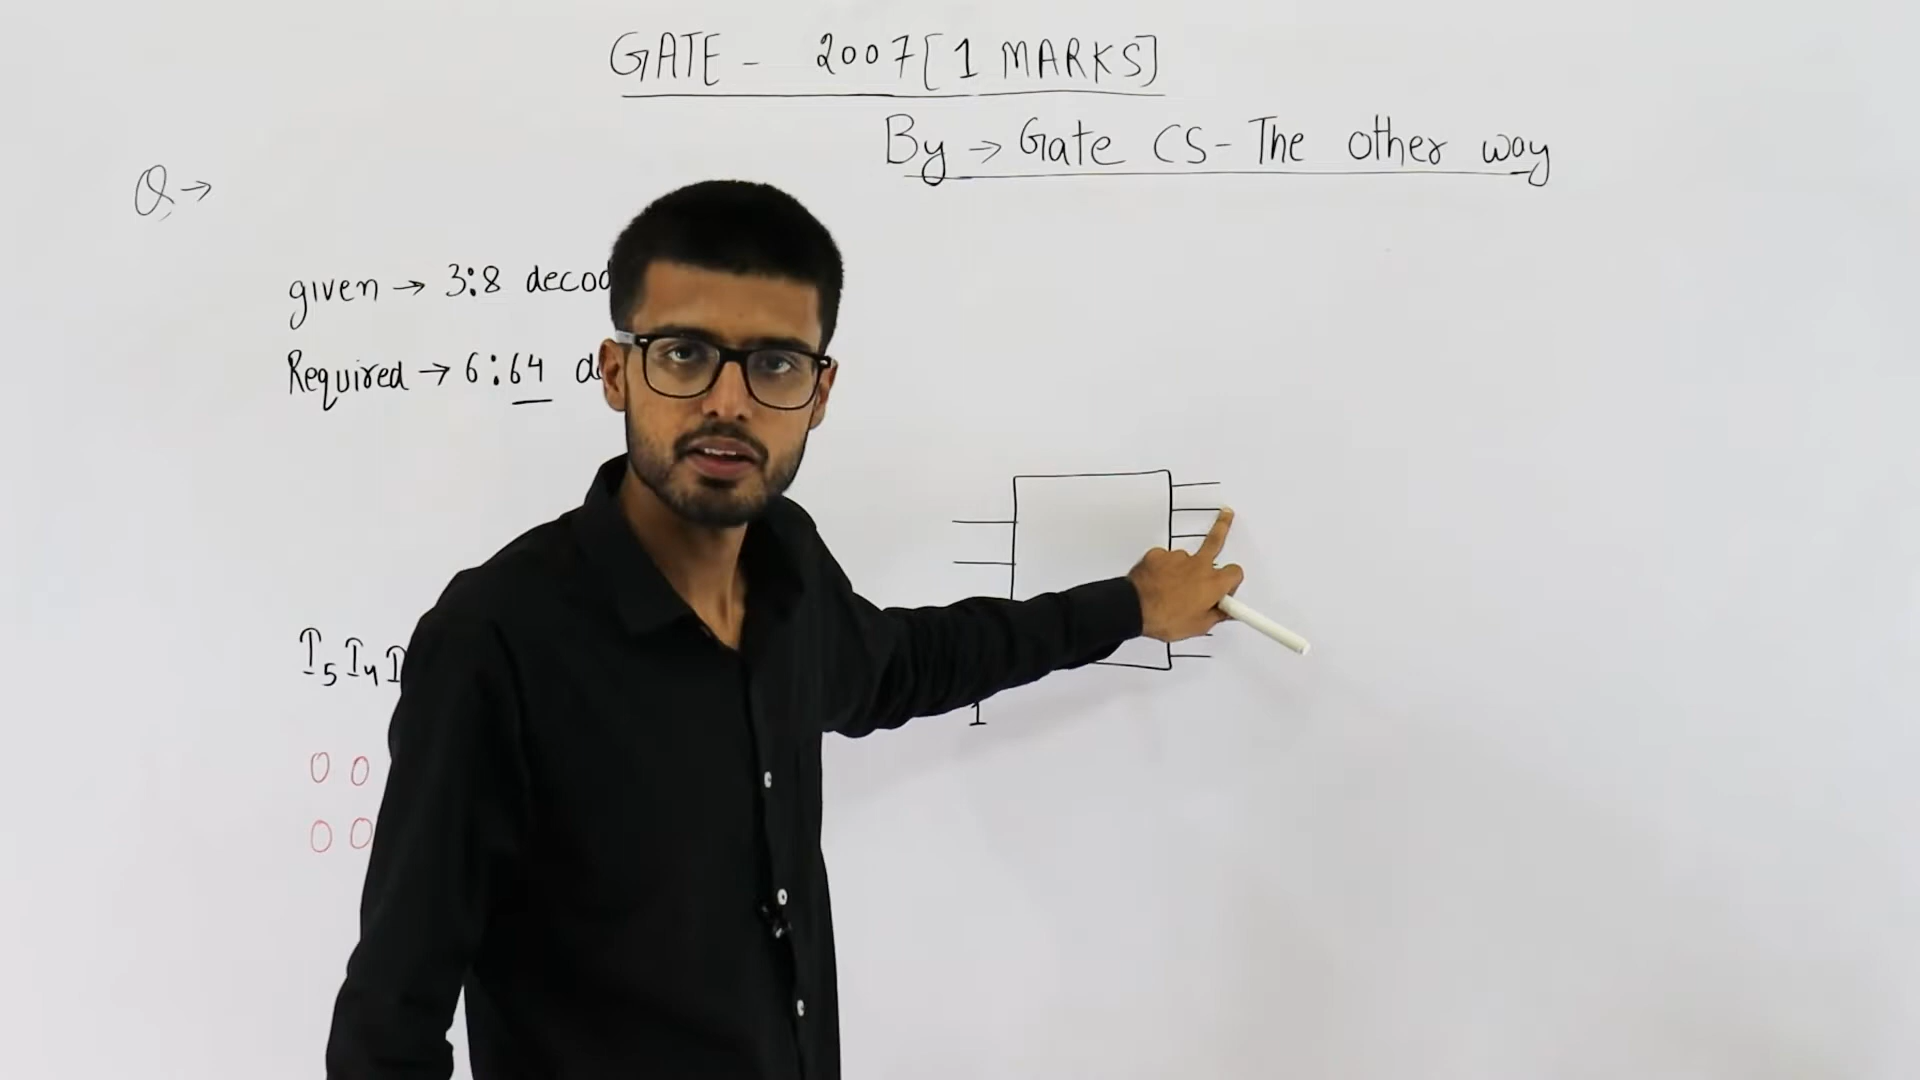 GATE - 2007 [1 MARKS]
By → Gate CS - The other way
Q →
given → 3:8 decod
Required → 6:64 d
I5 I4 I
1
0 0
0 0